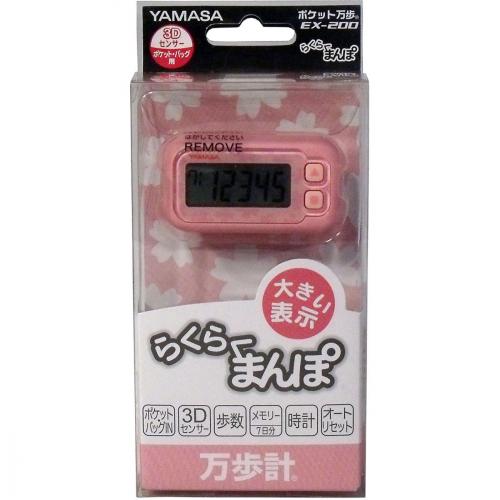 YAMASA
ポケット万歩®
EX-200
3D
センサー
ポケット・バッグ
用
らくらくまんぽ
はがしてください
REMOVE
YAMASA
12345
大きい
表示
らくらく
まんぽ
ポケット
バッグIN
3D
センサー
歩数
メモリー
7日分
時計
オート
リセット
万歩計®